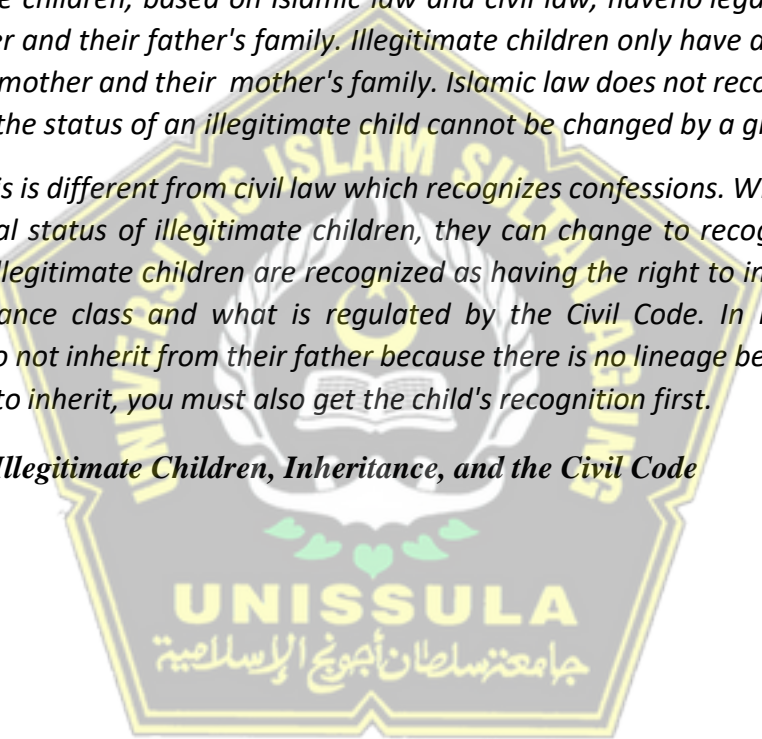 e children, based on Islamic law and civil law, haveno lega
er and their father's family. Illegitimate children only have a
mother and their mother's family. Islamic law does not reco
the status of an illegitimate child cannot be changed by a g
is is different from civil law which recognizes confessions. W
al status of illegitimate children, they can change to recog
llegitimate children are recognized as having the right to in
ance class and what is regulated by the Civil Code. In
o not inherit from their father because there is no lineage be
to inherit, you must also get the child's recognition first.
Illegitimate Children, Inheritance, and the Civil Code
UNIVERSITAS ISLAM SULTAN AGUNG
UNISSULA
جامعتنسلطان أجونج الإسلامية